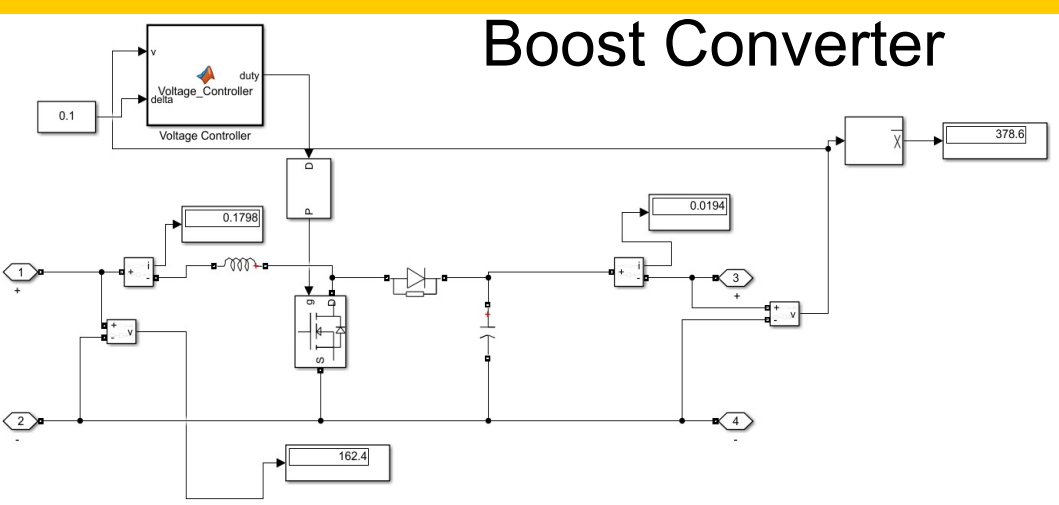 Boost Converter
v
duty
Voltage_Controller
delta
0.1
Voltage Controller
X
378.6
D
P
0.1798
0.0194
1
+
+
i
-
+
i
-
3
+
g
D
S
+
+
-
v
+
-
v
2
-
4
-
162.4